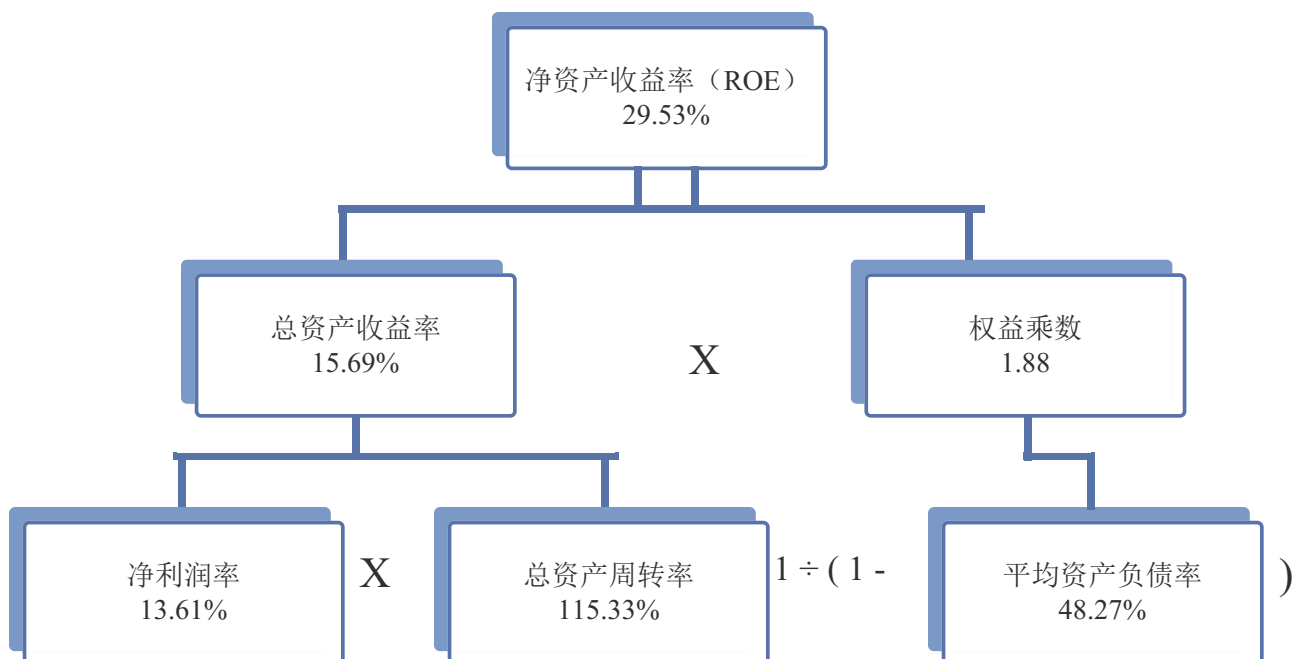 净资产收益率（ROE）
29.53%
总资产收益率
15.69%
X
权益乘数
1.88
净利润率
13.61%
X
总资产周转率
115.33%
1 ÷ ( 1 -
平均资产负债率
48.27%
)